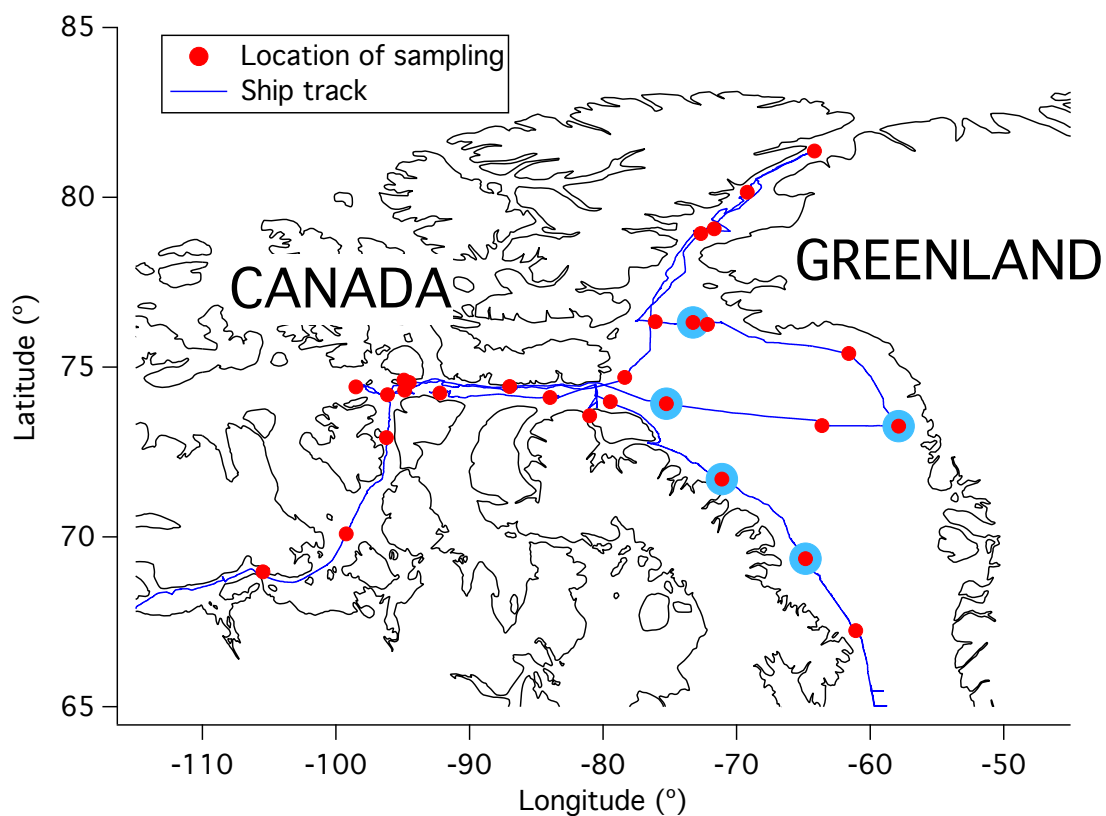 85
Location of sampling
Ship track
80
GREENLAND
CANADA
Latitude (º)
75
70
65
-110 -100 -90 -80 -70 -60 -50
Longitude (º)